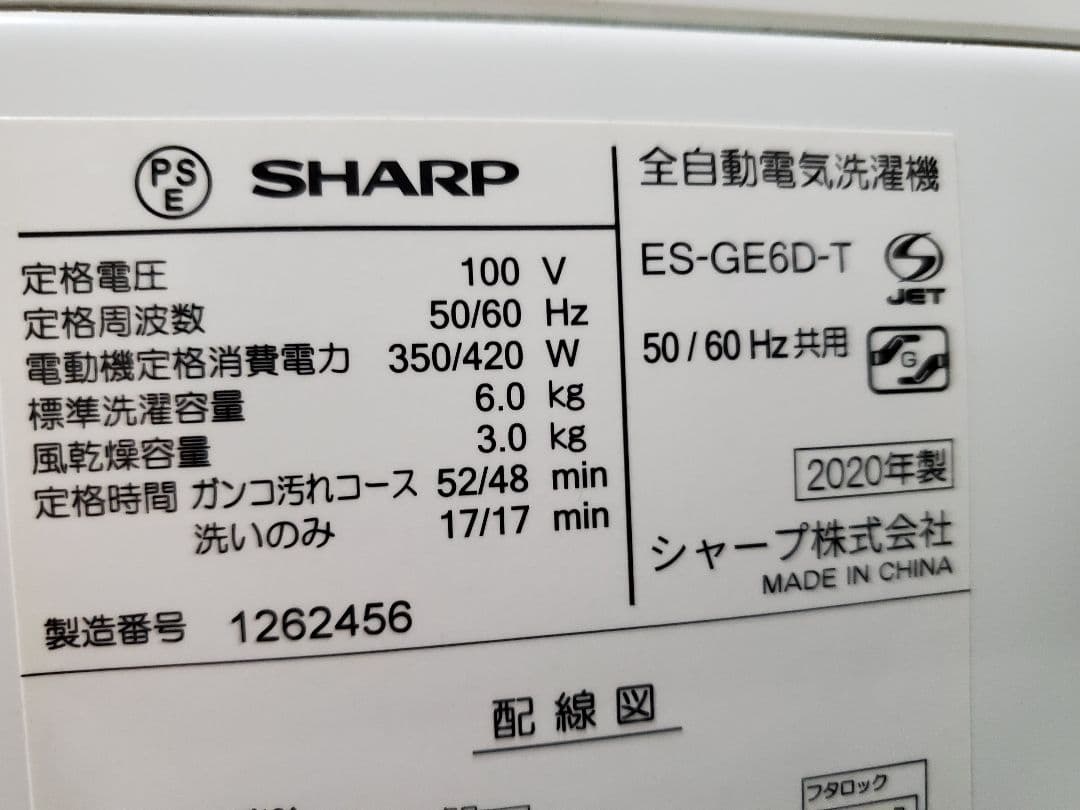 PS
E
SHARP
定格電圧 100 V
定格周波数 50/60 Hz
電動機定格消費電力 350/420 W
標準洗濯容量 6.0 kg
風乾燥容量 3.0 kg
定格時間 ガンコ汚れコース 52/48 min
洗いのみ 17/17 min
製造番号 1262456
全自動電気洗濯機
ES-GE6D-T
JET
50/60Hz共用
G
2020年製
シャープ株式会社
MADE IN CHINA
配線図
フタロック